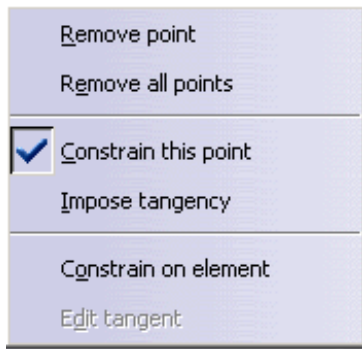 Remove point
Remove all points
Constrain this point
Impose tangency
Constrain on element
Edit tangent